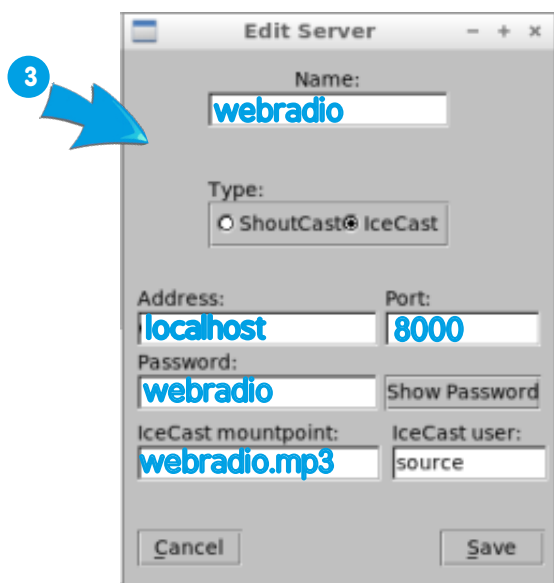 Edit Server
3
Name:
webradio
Type:
ShoutCast IceCast
Address: Port:
localhost 8000
Password:
webradio Show Password
IceCast mountpoint: IceCast user:
webradio.mp3 source
Cancel Save